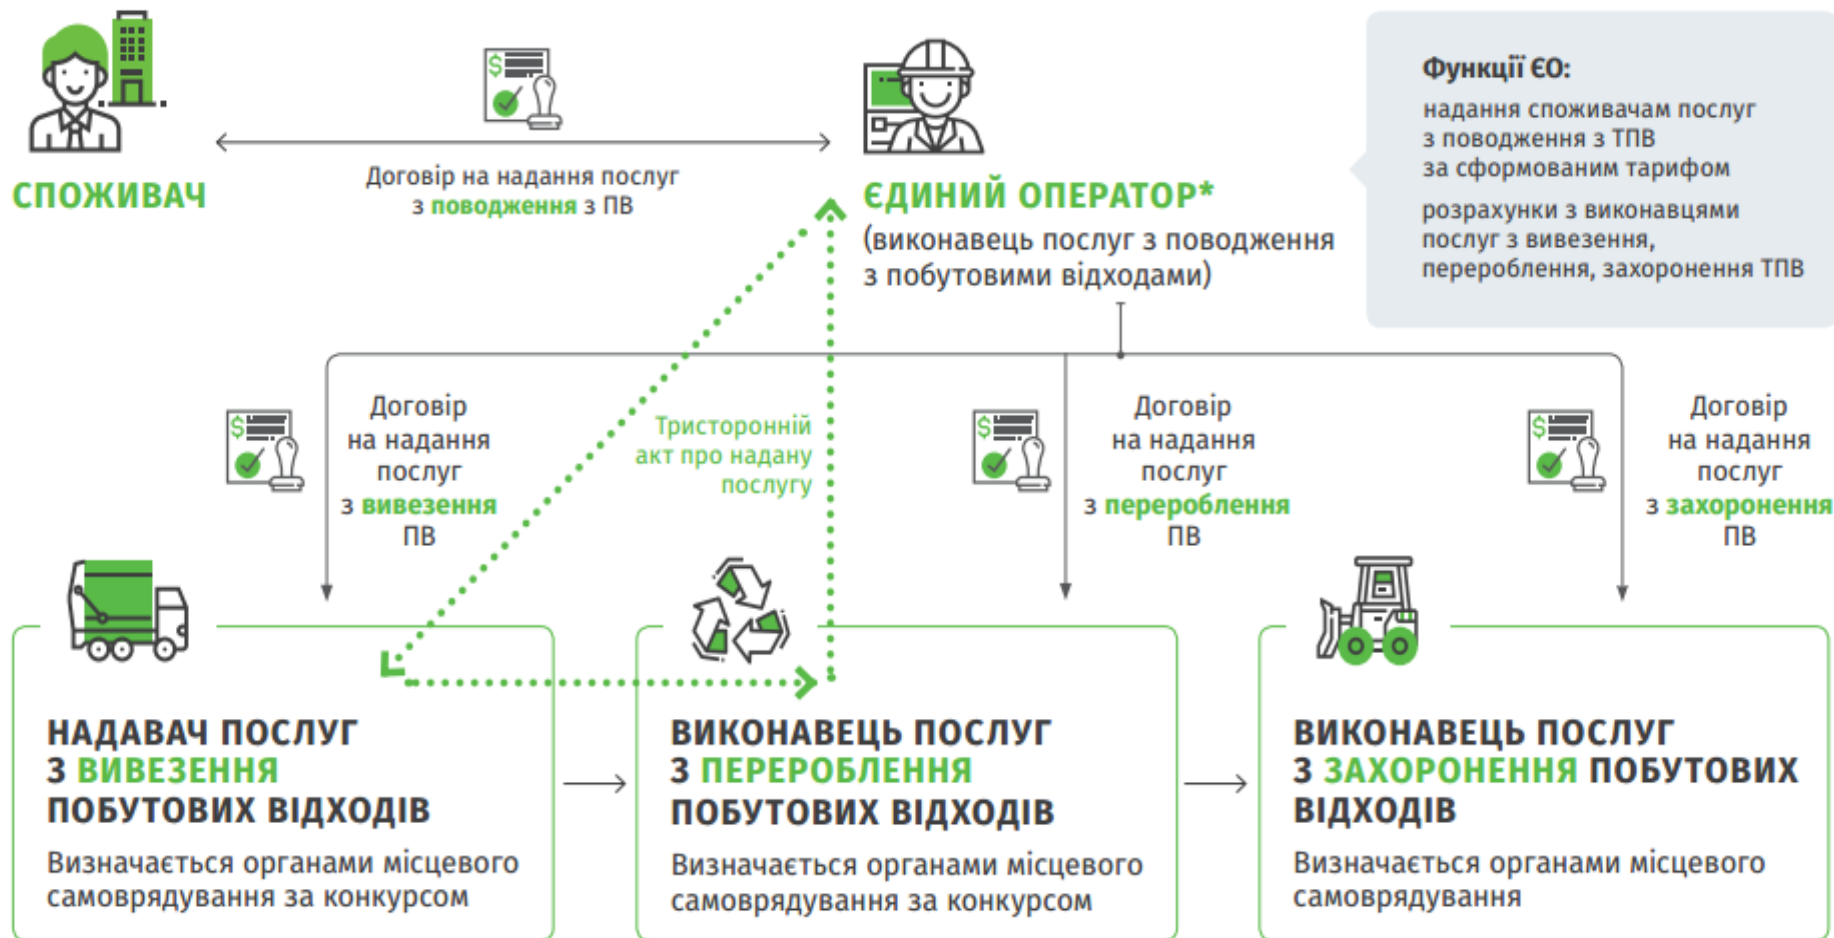 СПОЖИВАЧ
$
Договір на надання послуг
з поводження з ПВ
ЄДИНИЙ ОПЕРАТОР*
(виконавець послуг з поводження
з побутовими відходами)
Функції ЄО:
надання споживачам послуг
з поводження з ТПВ
за сформованим тарифом
розрахунки з виконавцями
послуг з вивезення,
перероблення, захоронення ТПВ
$
Договір
на надання
послуг
з вивезення
ПВ
Тристоронній
акт про надану
послугу
$
Договір
на надання
послуг
з перероблення
ПВ
$
Договір
на надання
послуг
з захоронення
ПВ
НАДАВАЧ ПОСЛУГ
З ВИВЕЗЕННЯ
ПОБУТОВИХ ВІДХОДІВ
Визначається органами місцевого
самоврядування за конкурсом
ВИКОНАВЕЦЬ ПОСЛУГ
З ПЕРЕРОБЛЕННЯ
ПОБУТОВИХ ВІДХОДІВ
Визначається органами місцевого
самоврядування за конкурсом
ВИКОНАВЕЦЬ ПОСЛУГ
З ЗАХОРОНЕННЯ ПОБУТОВИХ
ВІДХОДІВ
Визначається органами місцевого
самоврядування